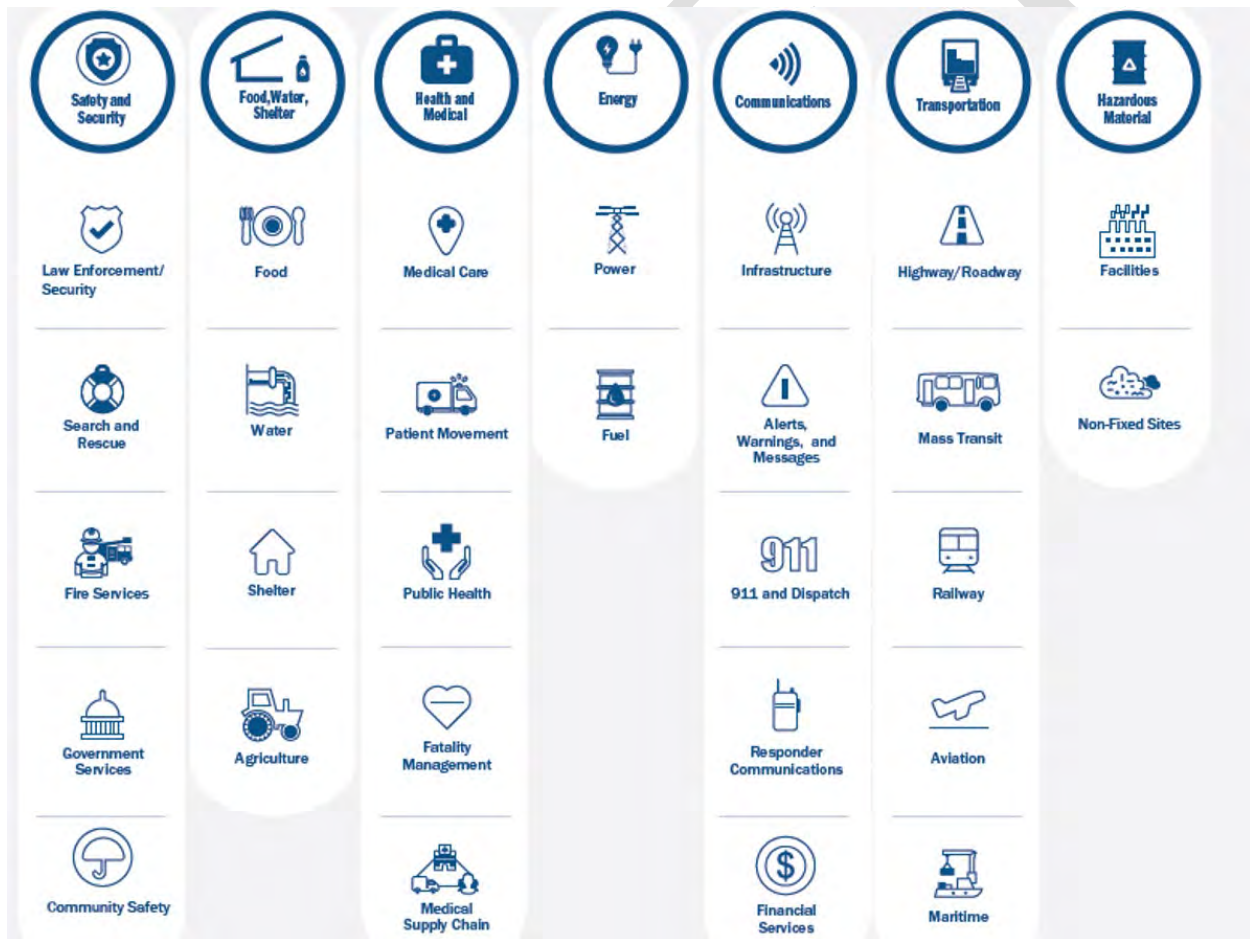 Safety and
Security
Food,Water,
Shelter
Health and
Medical
Energy
Communications
Transportation
Hazardous
Material
Law Enforcement/
Security
Food
Medical Care
Power
Infrastructure
Highway/Roadway
Facilities
Search and
Rescue
Water
Patient Movement
Fuel
Alerts,
Warnings, and
Messages
Mass Transit
Non-Fixed Sites
Fire Services
Shelter
Public Health
911
911 and Dispatch
Railway
Government
Services
Agriculture
Fatality
Management
Responder
Communications
Aviation
Community Safety
Medical
Supply Chain
$
Financial
Services
Maritime